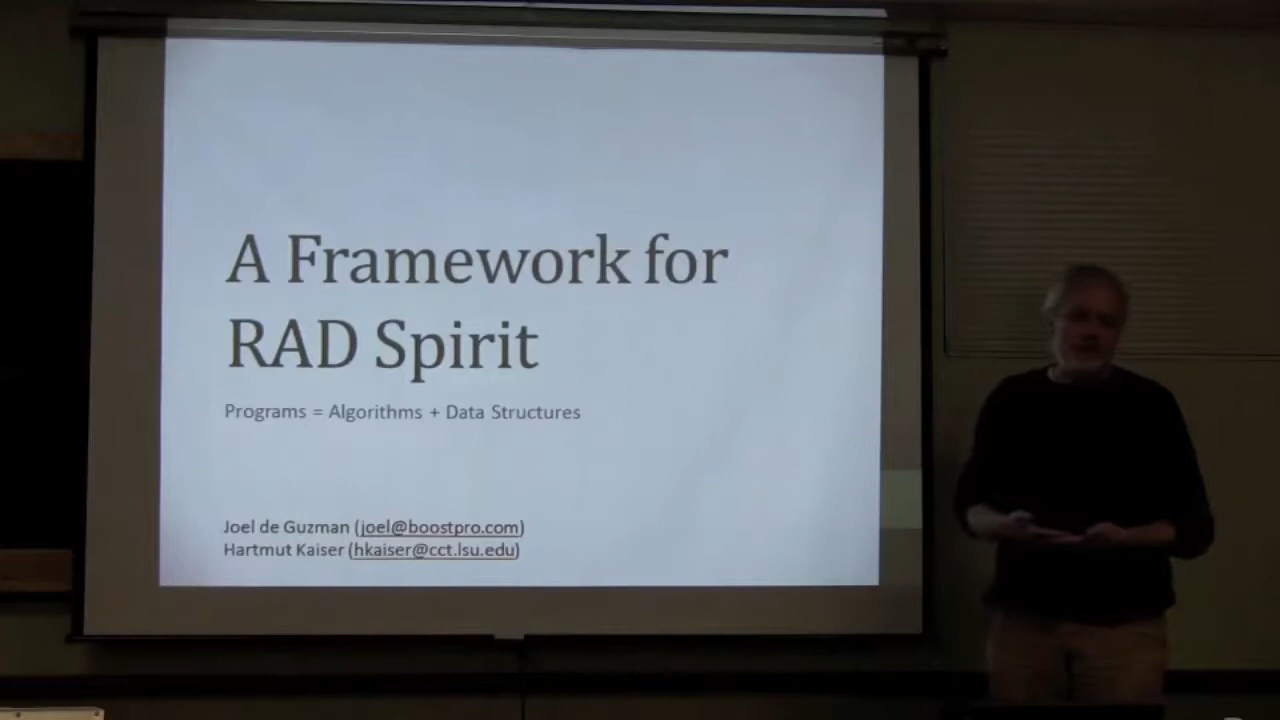 A Framework for
RAD Spirit
Programs = Algorithms + Data Structures
Joel de Guzman (joel@boostpro.com)
Hartmut Kaiser (hkaiser@cct.lsu.edu)